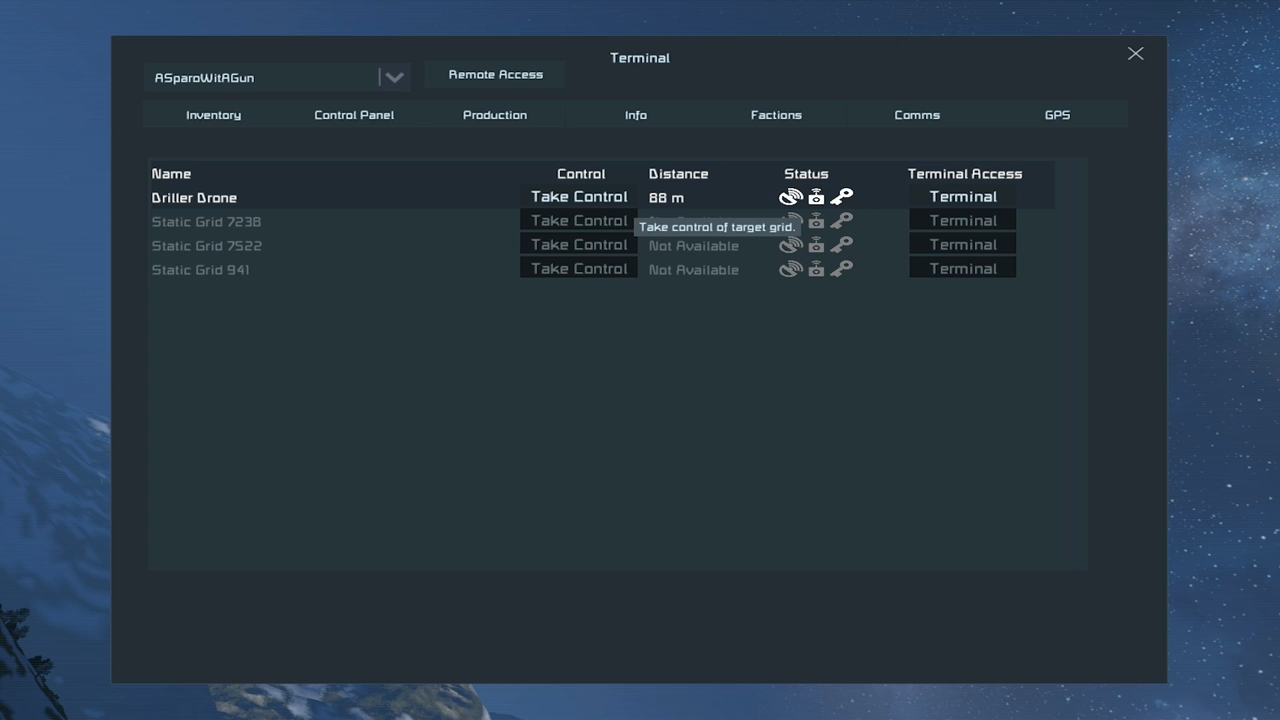 Terminal
ASparoWitAGun
Remote Access
Inventory Control Panel Production Info Factions Comms GPS
Name Control Distance Status Terminal Access
Driller Drone Take Control 88 m Terminal
Static Grid 7238 Take Control Terminal
Take control of target grid.
Static Grid 7522 Take Control Not Available Terminal
Static Grid 941 Take Control Not Available Terminal